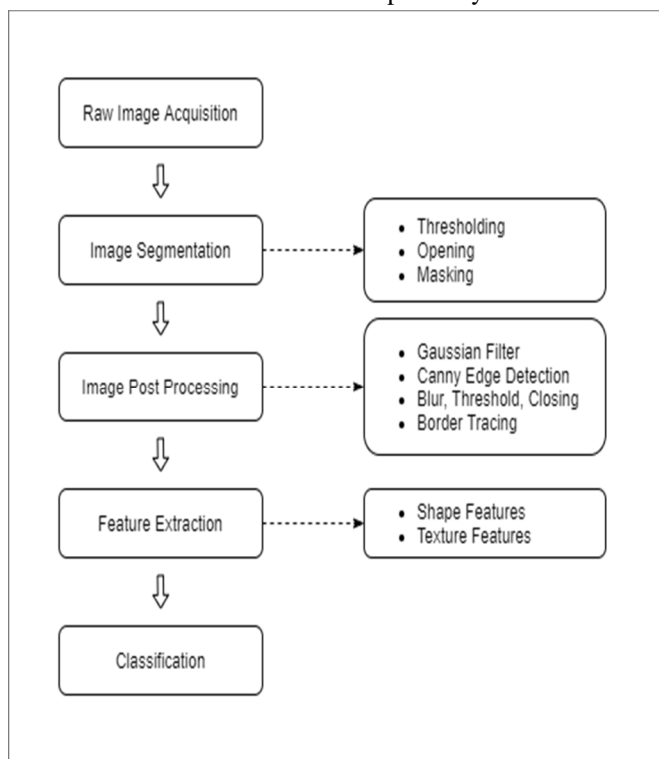 Raw Image Acquisition
Image Segmentation
• Thresholding
• Opening
• Masking
Image Post Processing
• Gaussian Filter
• Canny Edge Detection
• Blur, Threshold, Closing
• Border Tracing
Feature Extraction
• Shape Features
• Texture Features
Classification